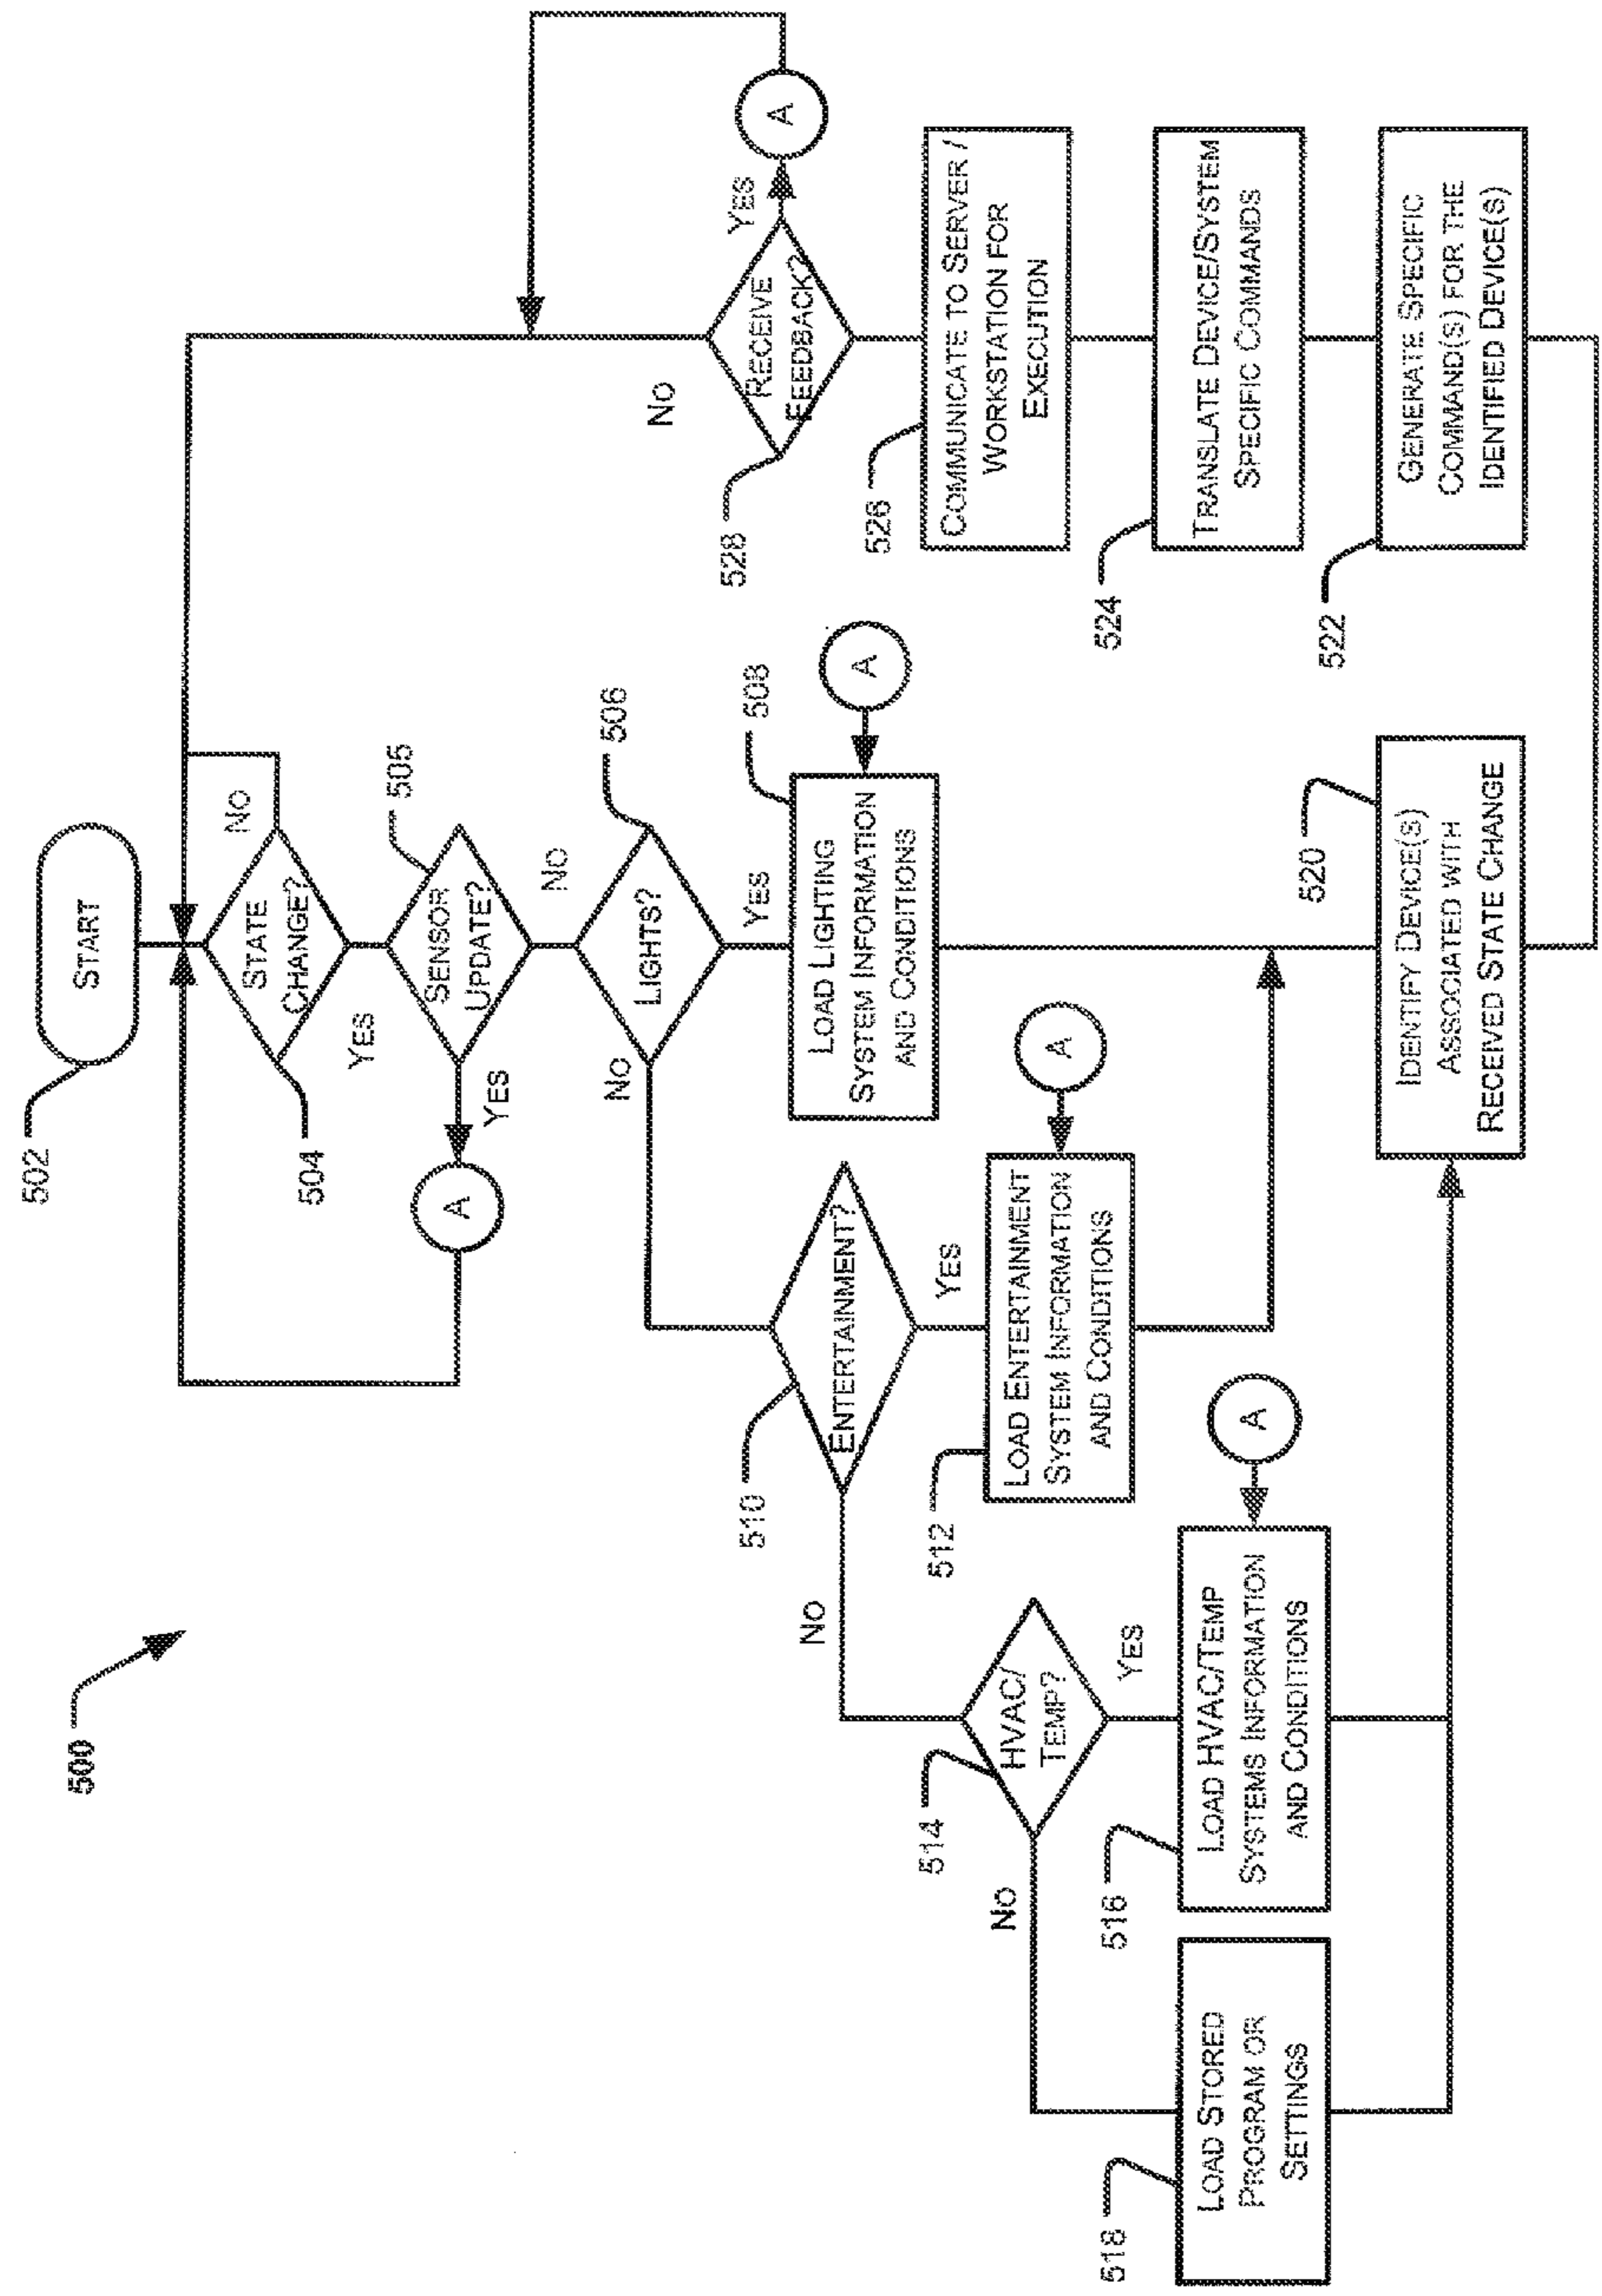 500
502
START
504
STATE
CHANGE?
NO
YES
505
SENSOR
UPDATE?
YES
A
NO
506
LIGHTS?
NO
YES
508
LOAD LIGHTING
SYSTEM INFORMATION
AND CONDITIONS
A
510
ENTERTAINMENT?
NO
YES
512
LOAD ENTERTAINMENT
SYSTEM INFORMATION
AND CONDITIONS
A
514
HVAC/
TEMP?
NO
YES
516
LOAD HVAC/TEMP
SYSTEMS INFORMATION
AND CONDITIONS
A
518
LOAD STORED
PROGRAM OR
SETTINGS
520
IDENTIFY DEVICE(S)
ASSOCIATED WITH
RECEIVED STATE CHANGE
522
GENERATE SPECIFIC
COMMAND(S) FOR THE
IDENTIFIED DEVICE(S)
524
TRANSLATE DEVICE/SYSTEM
SPECIFIC COMMANDS
526
COMMUNICATE TO SERVER /
WORKSTATION FOR
EXECUTION
528
RECEIVE
FEEDBACK?
NO
YES
A